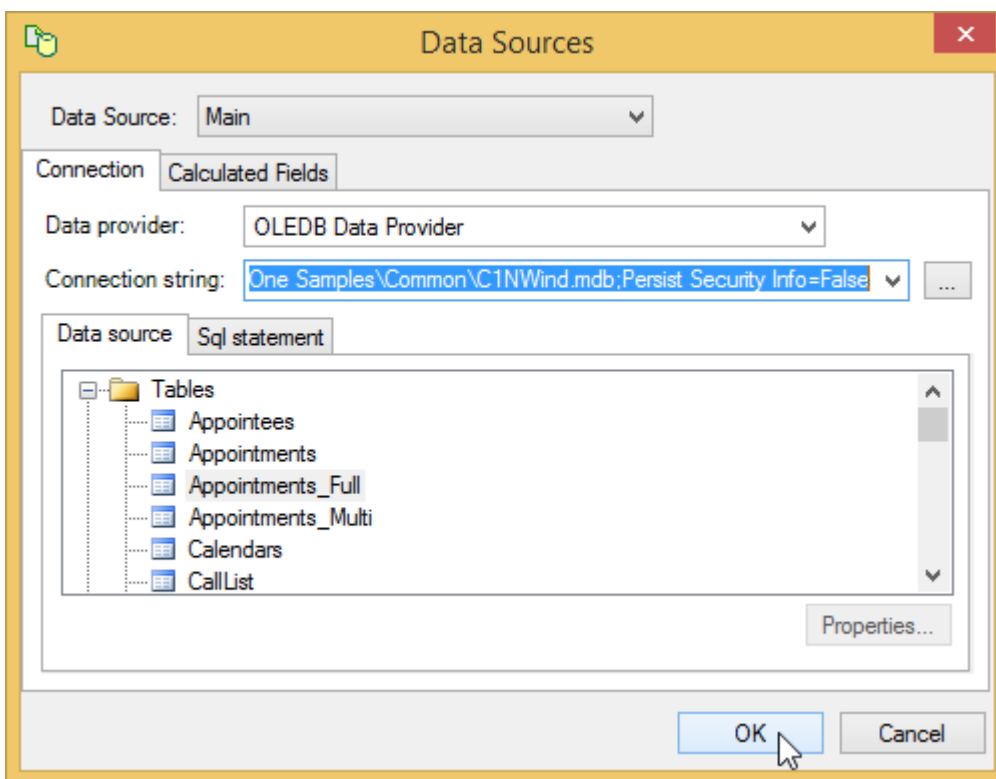 Data Sources
Data Source: Main
Connection Calculated Fields
Data provider: OLEDB Data Provider
Connection string: One Samples\Common\C1NWind.mdb;Persist Security Info=False ...
Data source Sql statement
Tables
Appointees
Appointments
Appointments_Full
Appointments_Multi
Calendars
CallList
Properties...
OK Cancel